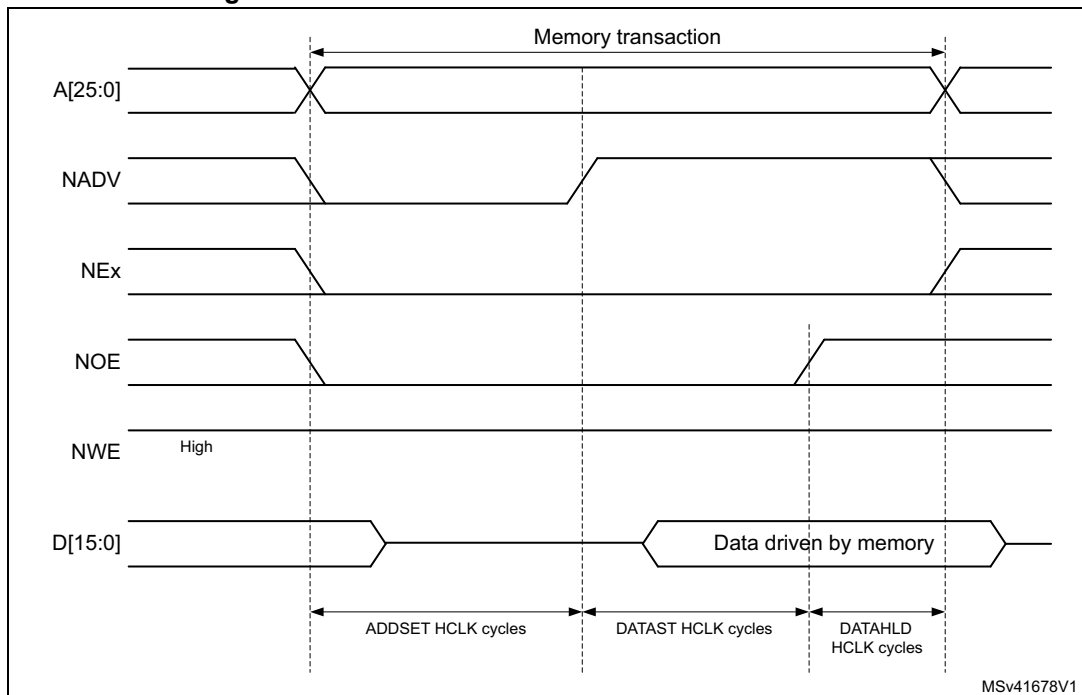 Memory transaction
A[25:0]
NADV
NEx
NOE
NWE
High
D[15:0]
Data driven by memory
ADDSET HCLK cycles
DATAST HCLK cycles
DATAHLD
HCLK cycles
MSv41678V1